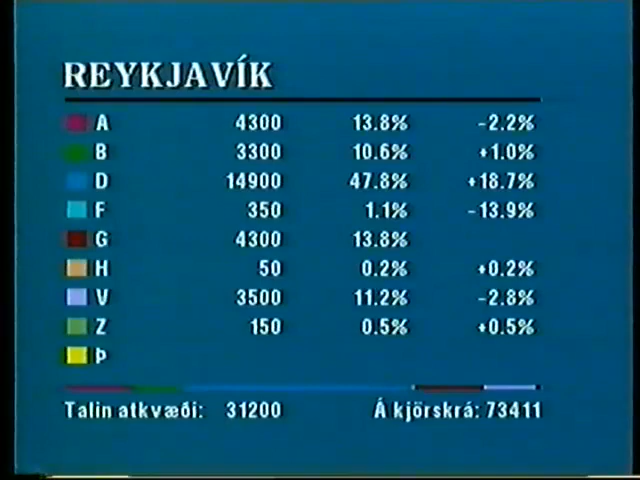 REYKJAVÍK
A 4300 13.8% -2.2%
B 3300 10.6% +1.0%
D 14900 47.8% +18.7%
F 350 1.1% -13.9%
G 4300 13.8%
H 50 0.2% +0.2%
V 3500 11.2% -2.8%
Z 150 0.5% +0.5%
Þ
Talin atkvæði: 31200 Á kjörskrá: 73411